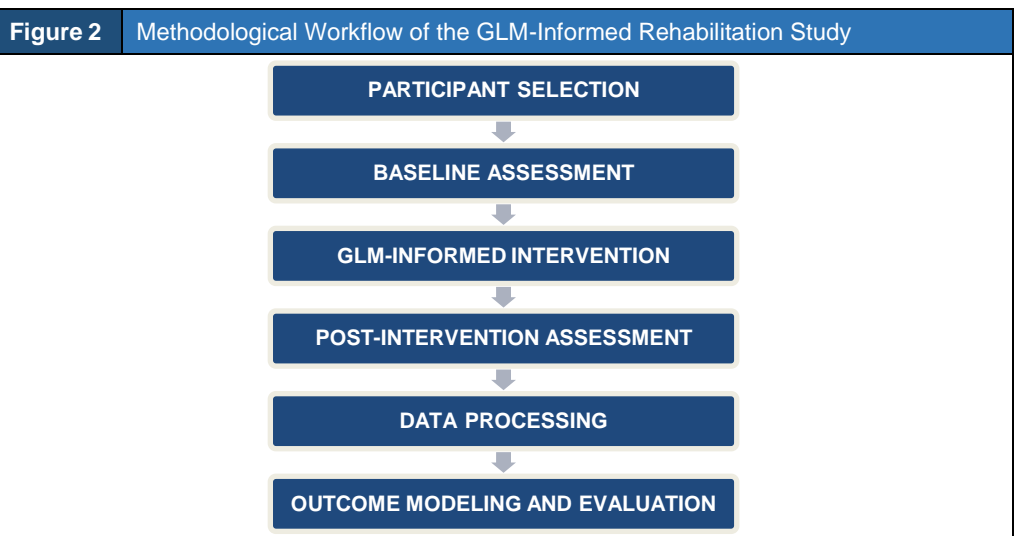 Figure 2 Methodological Workflow of the GLM-Informed Rehabilitation Study
PARTICIPANT SELECTION
BASELINE ASSESSMENT
GLM-INFORMED INTERVENTION
POST-INTERVENTION ASSESSMENT
DATA PROCESSING
OUTCOME MODELING AND EVALUATION